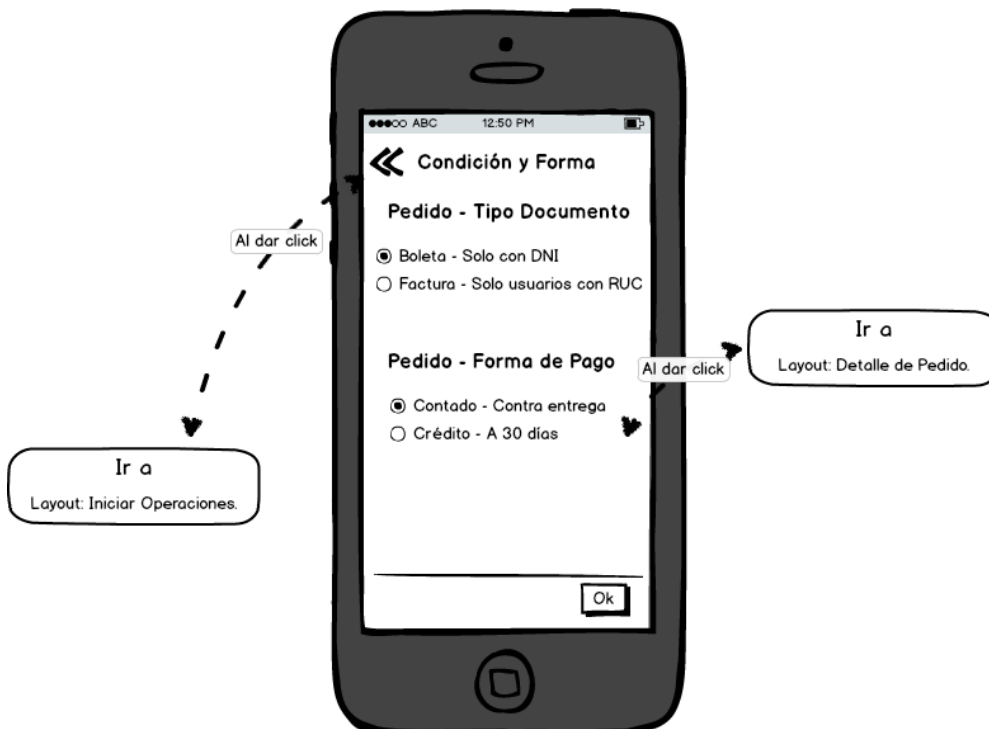 ABC 12:50 PM
Condición y Forma
Pedido - Tipo Documento
Al dar click
Boleta - Solo con DNI
Factura - Solo usuarios con RUC
Ir a
Layout: Detalle de Pedido.
Pedido - Forma de Pago
Al dar click
Contado - Contra entrega
Crédito - A 30 días
Ir a
Layout: Iniciar Operaciones.
Ok